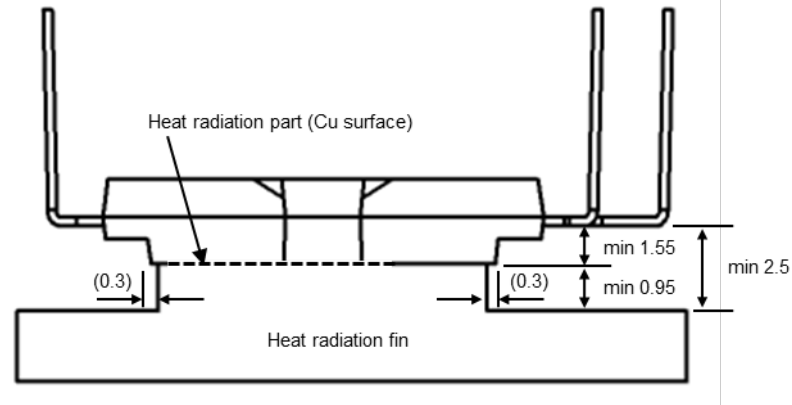 Heat radiation part (Cu surface)
min 1.55
min 2.5
(0.3)
(0.3)
min 0.95
Heat radiation fin